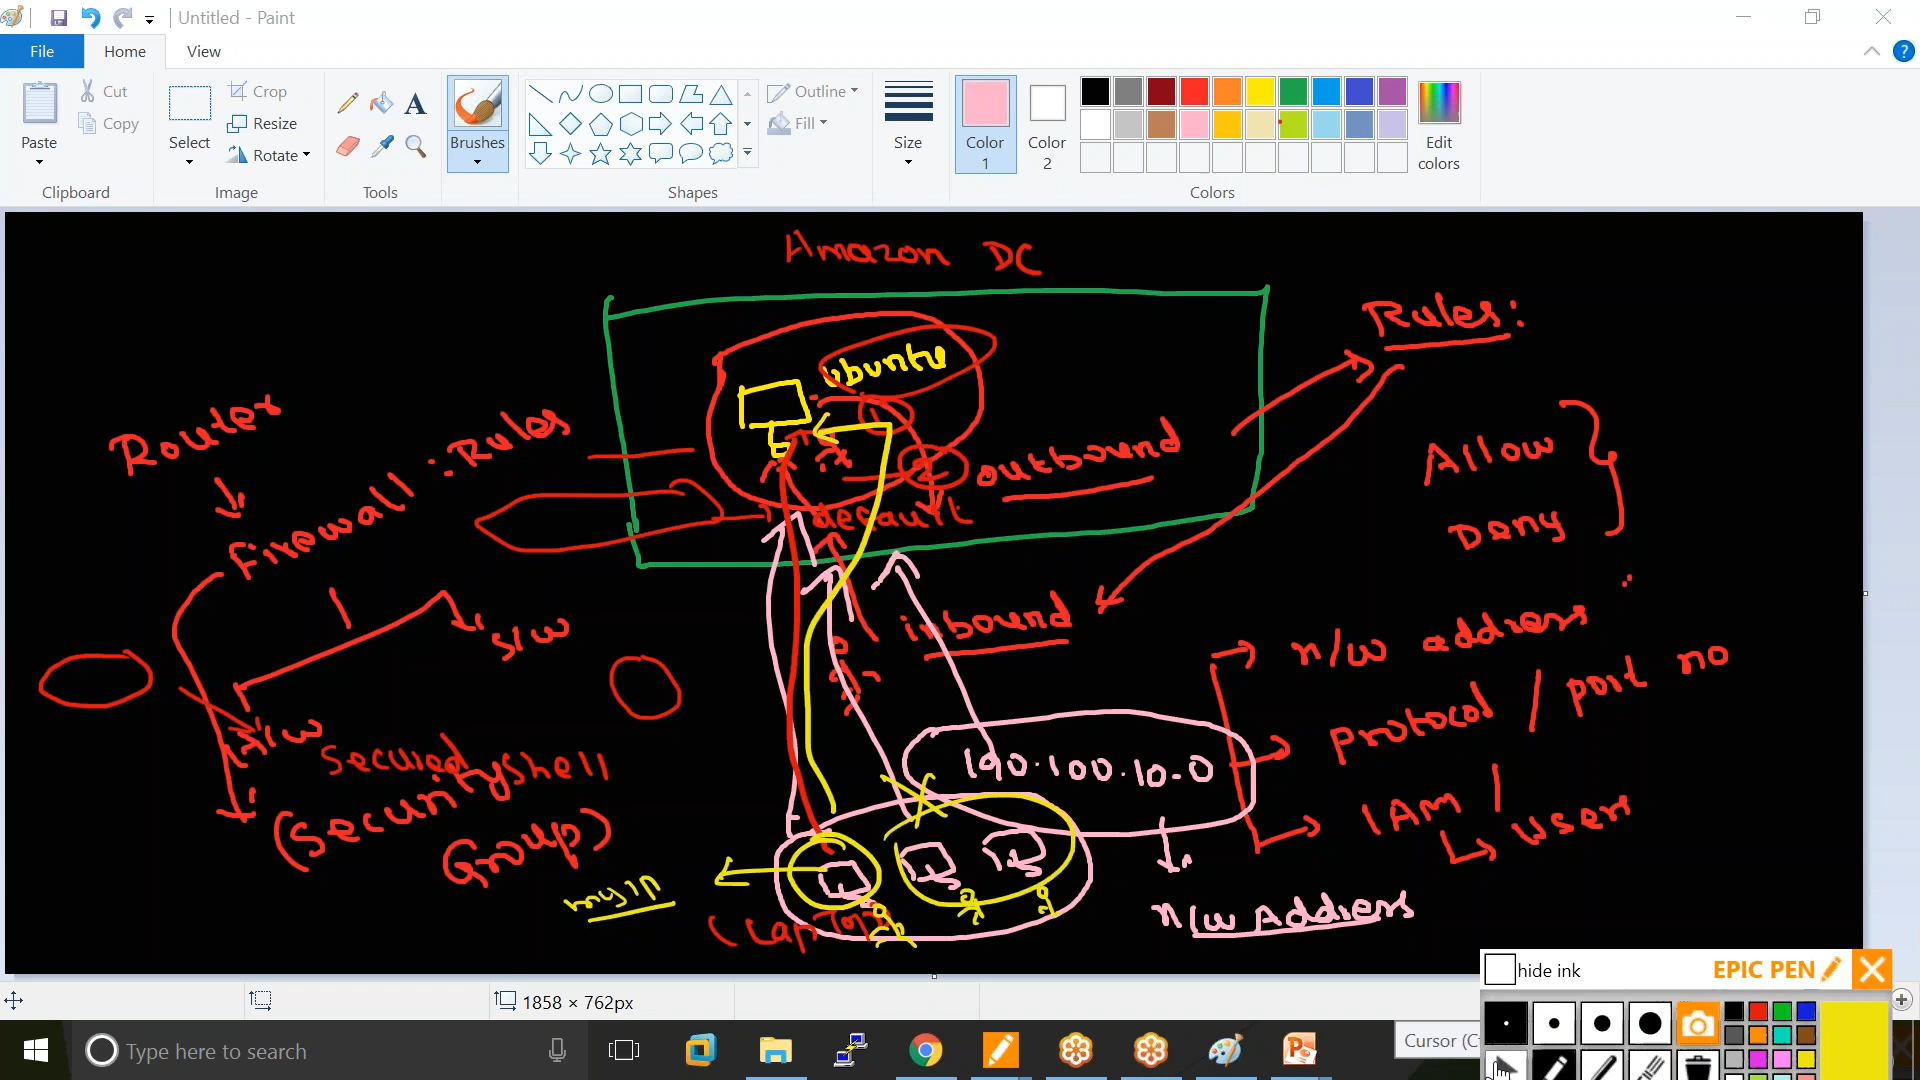 Untitled - Paint
File
Home
View
Paste
Cut
Copy
Clipboard
Select
Crop
Resize
Rotate
Image
Tools
Brushes
Shapes
Outline
Fill
Size
Color
1
Color
2
Edit
colors
Colors
Amazon DC
Rules:
ubuntu
Router
Firewall : Rules
outbound
default
Allow
Deny
S/W
inbound
n/w address
protocol / port no
H/W
Secured Shell
(Security
Group)
190.100.10.0
IAM
Users
myIP
(LapTop)
n/w Address
hide ink
EPIC PEN
1858 × 762px
Type here to search
Cursor (C